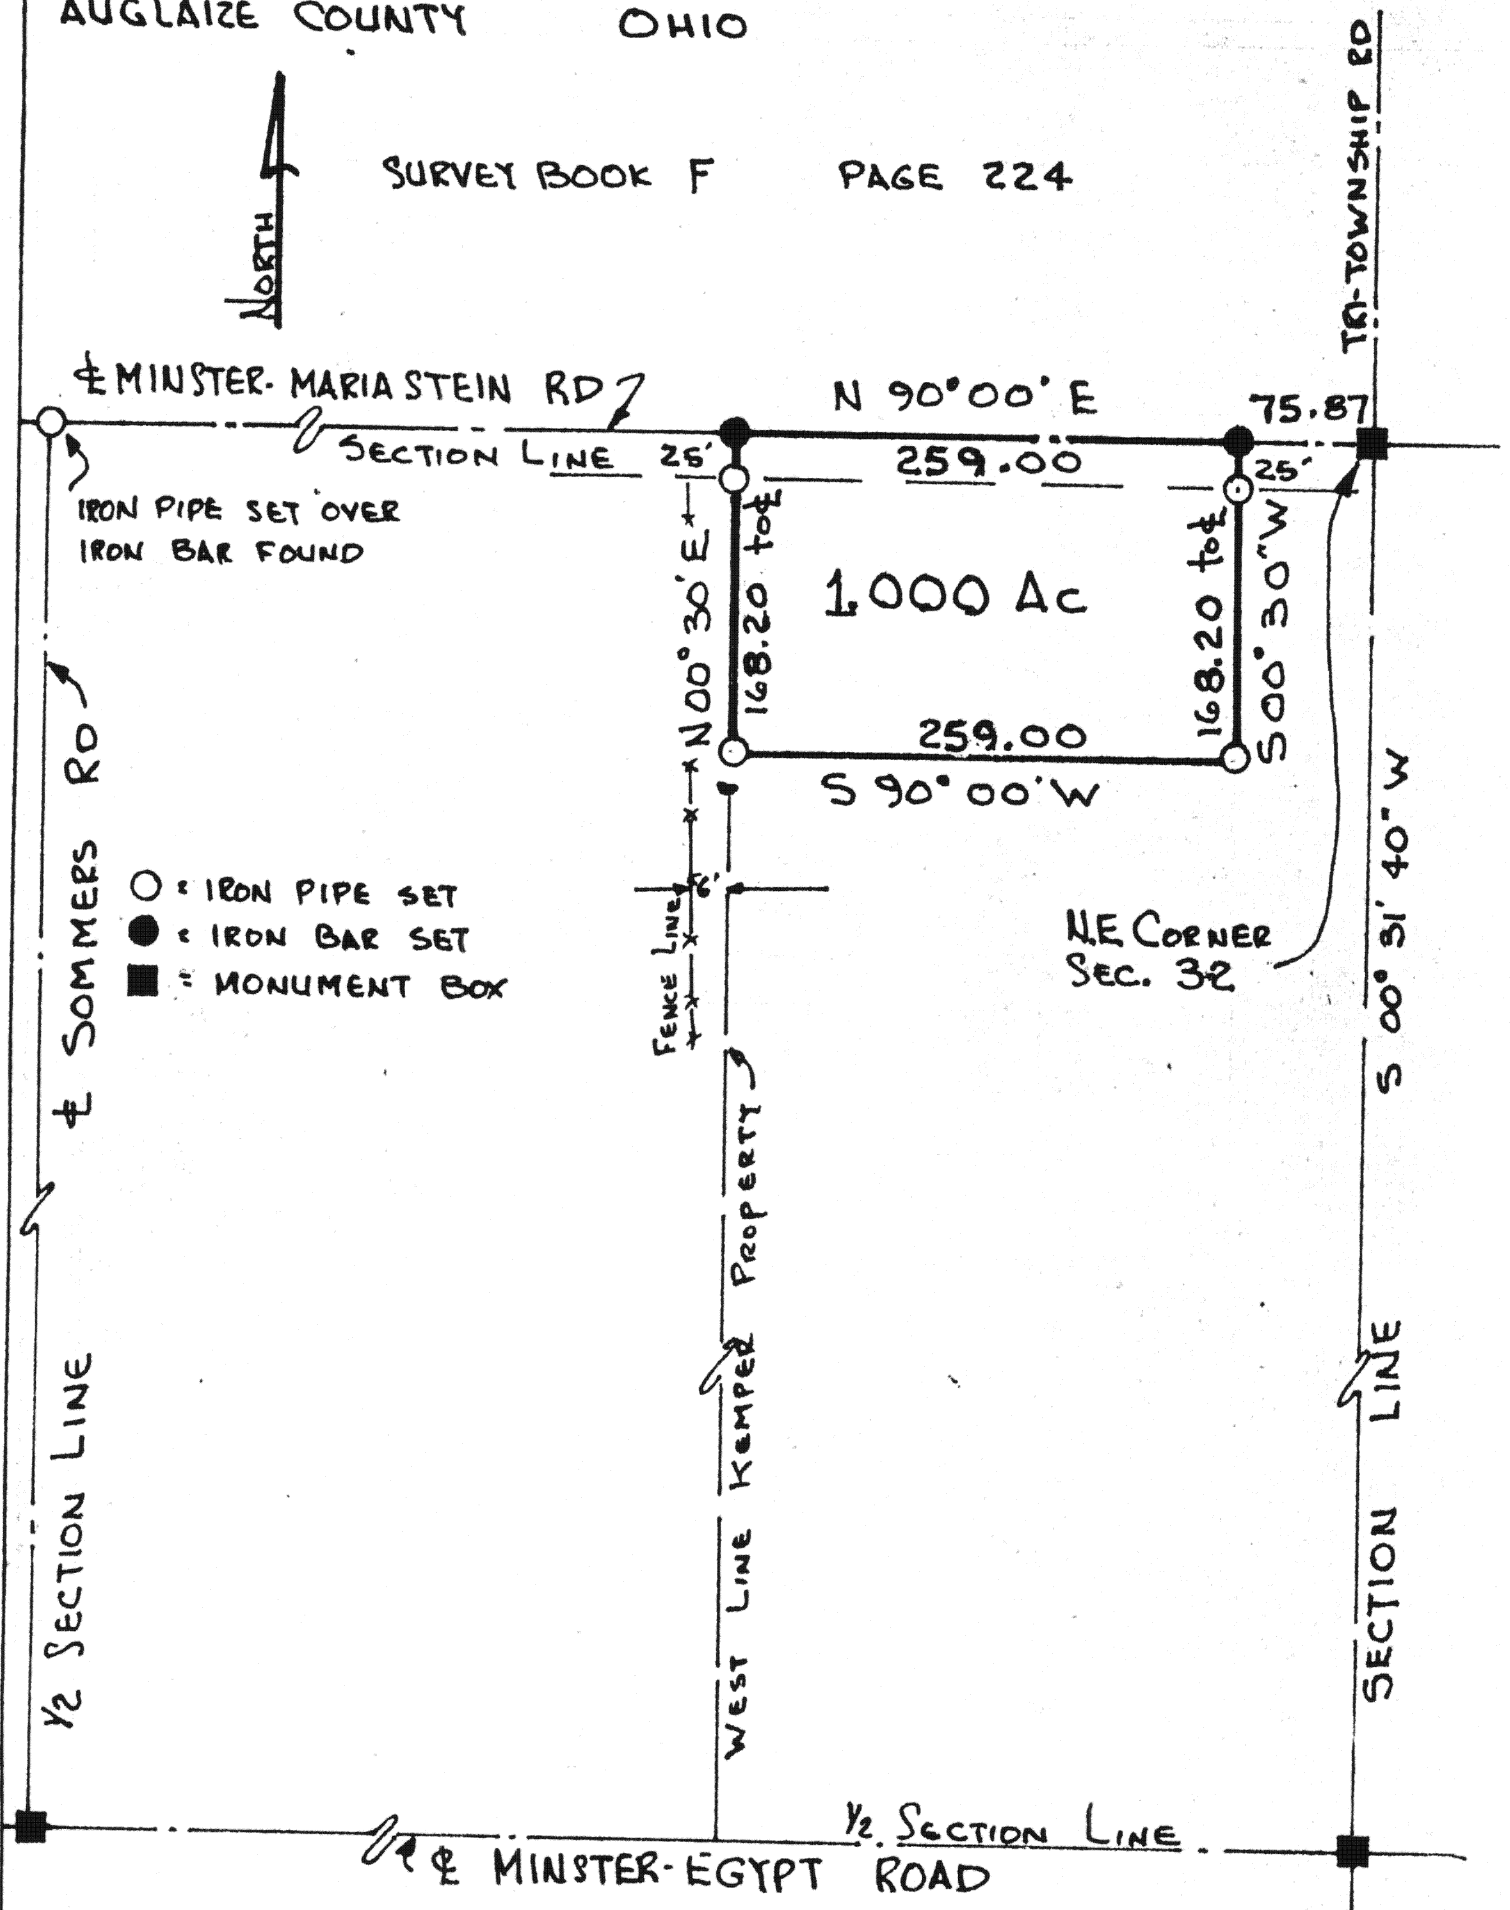 AUGLAIZE COUNTY OHIO
TRI-TOWNSHIP RD
SURVEY BOOK F PAGE 224
NORTH
℄ MINSTER-MARIA STEIN RD
N 90°00' E
75.87
SECTION LINE
25'
259.00
25'
IRON PIPE SET OVER
IRON BAR FOUND
N 00° 30' E
168.20 to ℄
1.000 Ac
168.20 to ℄
S 00° 30" W
259.00
S 90° 00' W
℄ SOMMERS RD
○ = IRON PIPE SET
● = IRON BAR SET
■ = MONUMENT BOX
6'
FENCE LINE
N.E CORNER
SEC. 32
S 00° 31' 40" W
WEST LINE KEMPER PROPERTY
1/2 SECTION LINE
SECTION LINE
1/2 SECTION LINE
℄ MINSTER-EGYPT ROAD